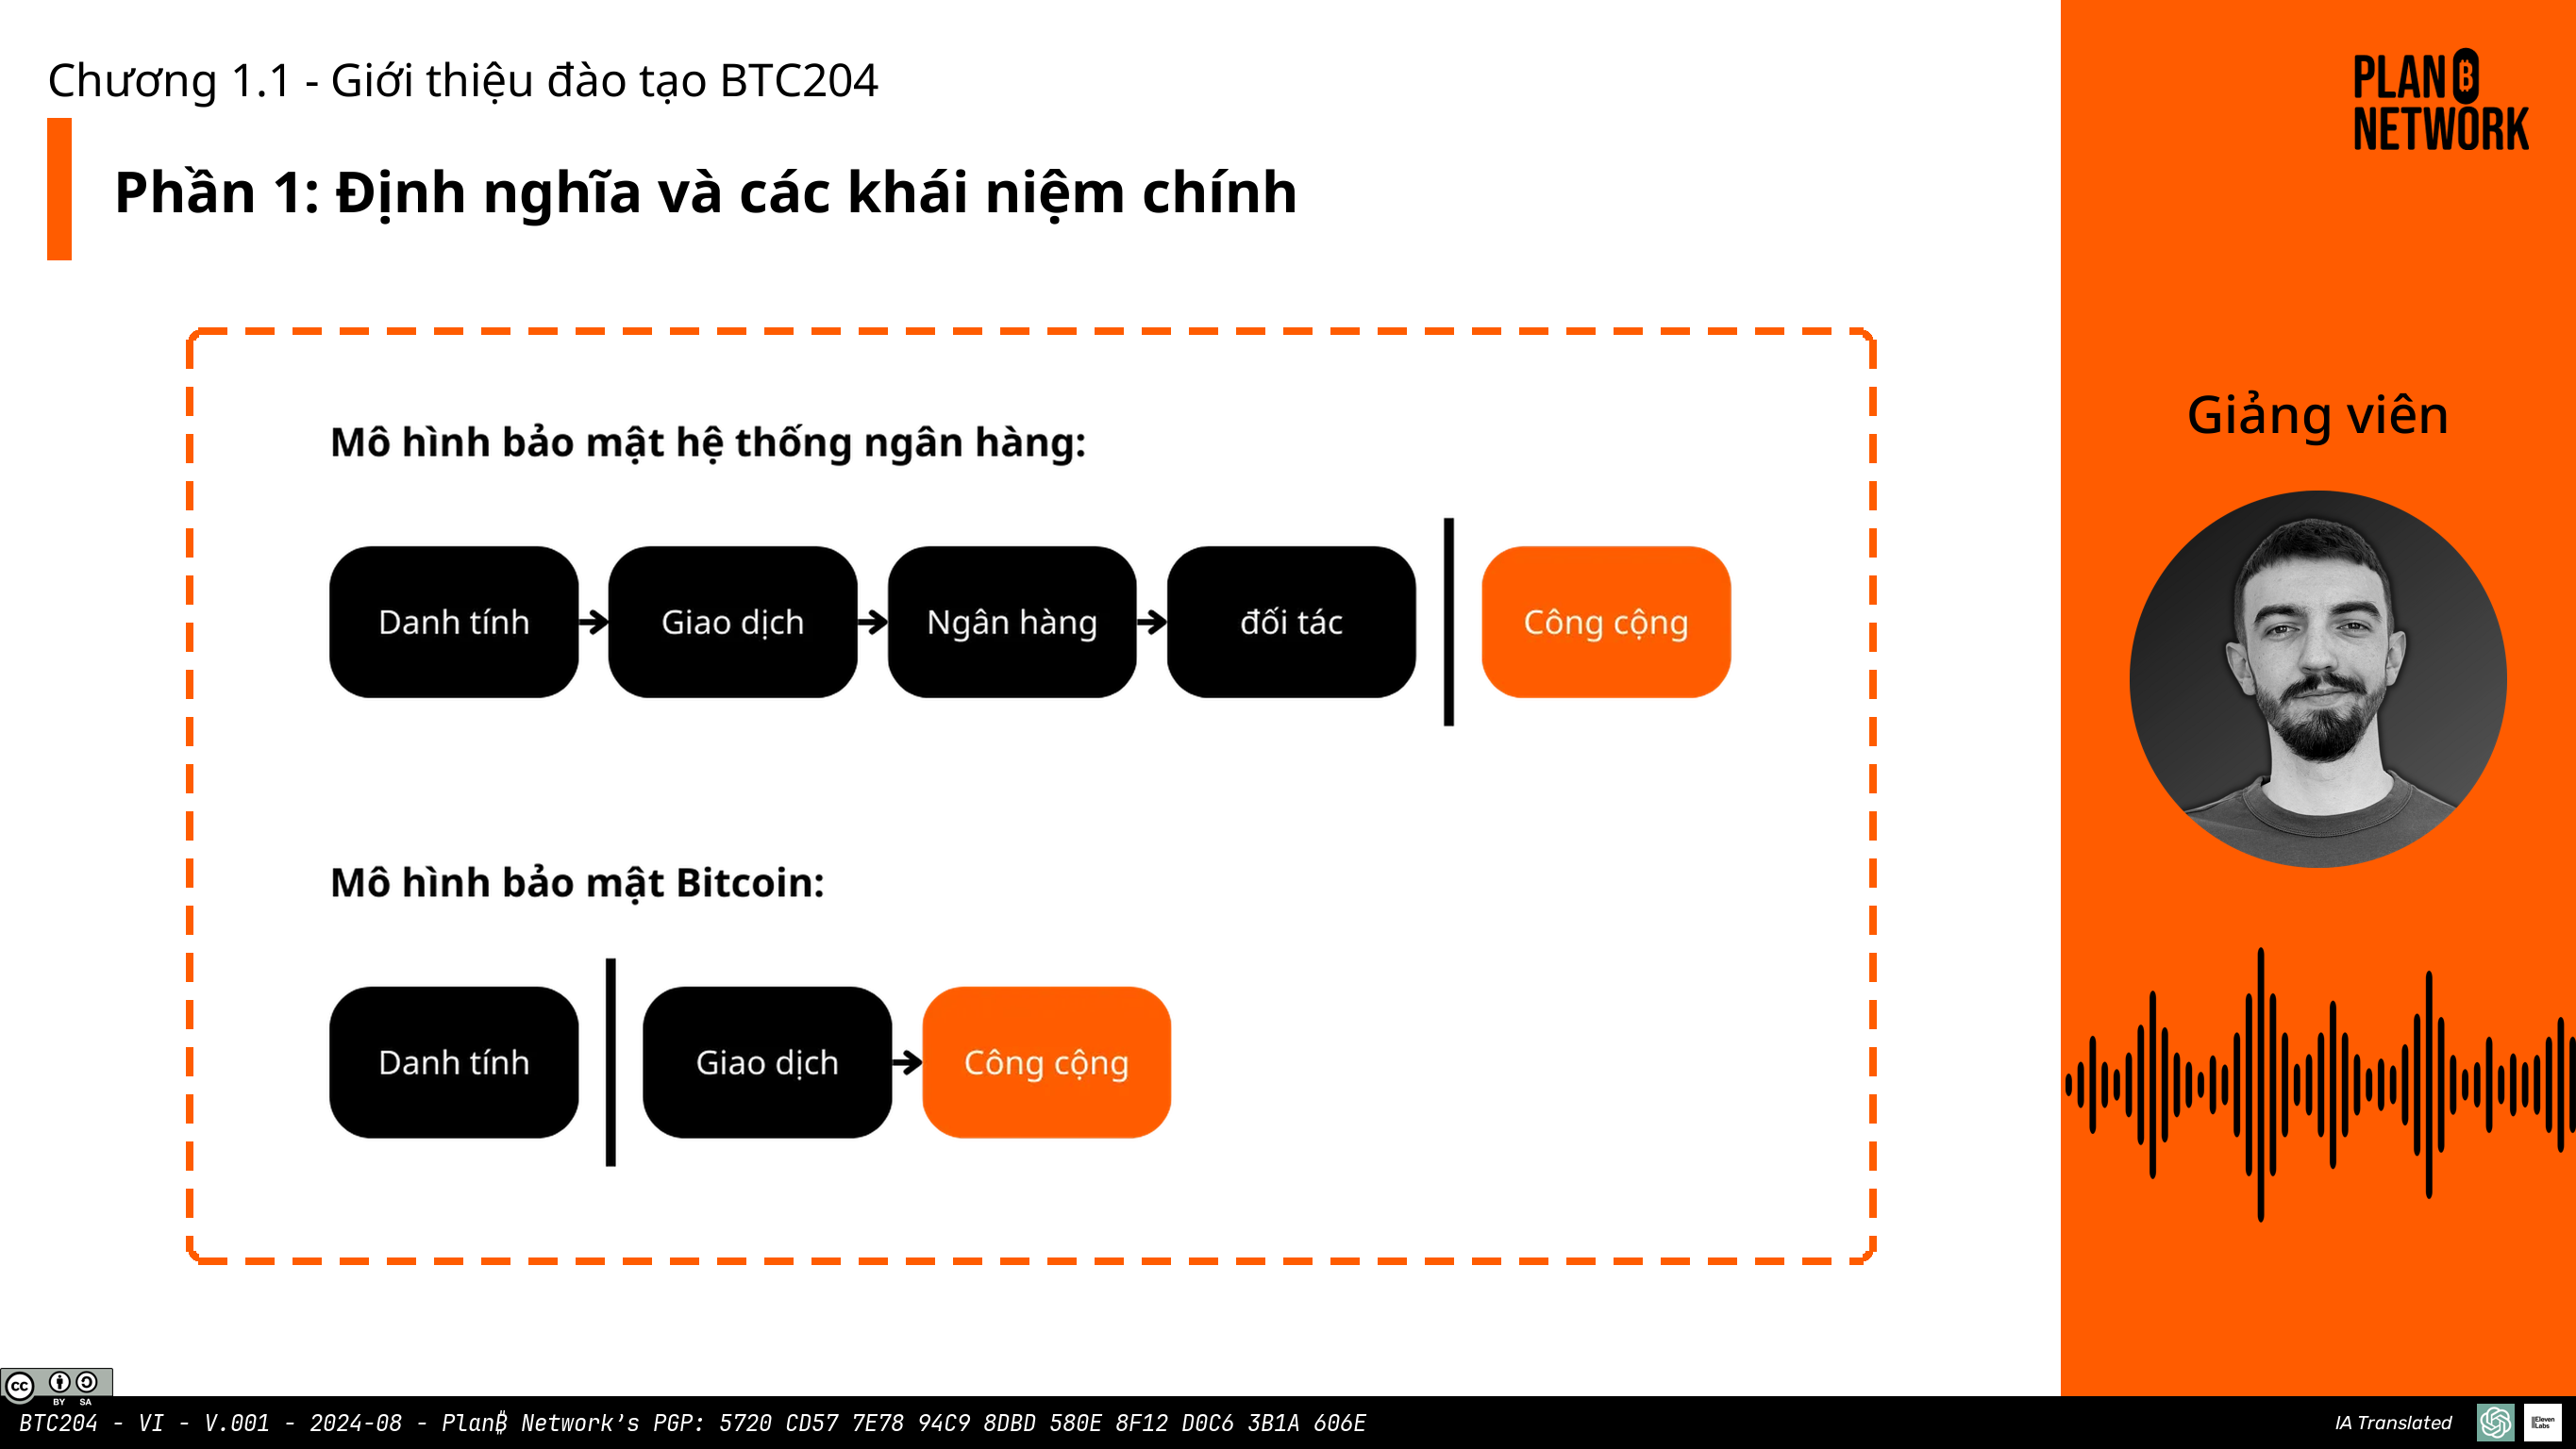 Chương 1.1 - Giới thiệu đào tạo BTC204
Phần 1: Định nghĩa và các khái niệm chính
PLAN ₿
NETWORK
Giảng viên
Mô hình bảo mật hệ thống ngân hàng:
Danh tính
Giao dịch
Ngân hàng
đối tác
Công cộng
Mô hình bảo mật Bitcoin:
Danh tính
Giao dịch
Công cộng
cc
BY SA
BTC204 - VI - V.001 - 2024-08 - Plan₿ Network's PGP: 5720 CD57 7E78 94C9 8DBD 580E 8F12 D0C6 3B1A 606E
IA Translated
IIEleven
Labs